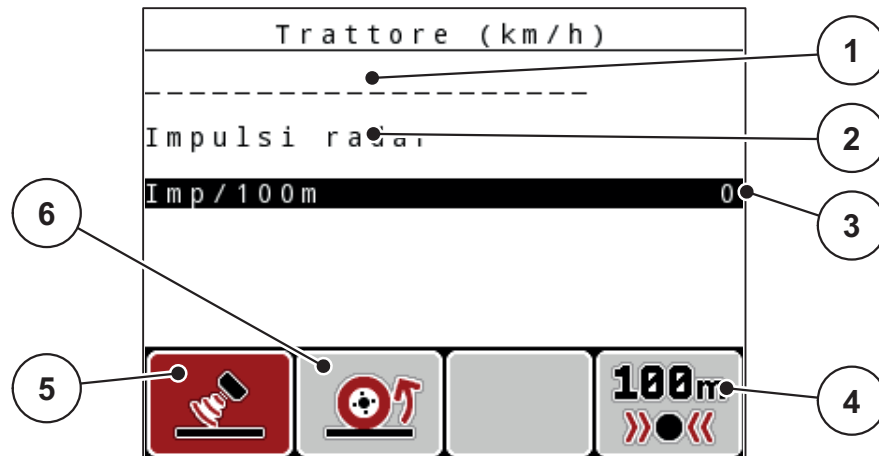 Trattore (km/h)
1
--------------------
Impulsi radar
2
Imp/100m 0
3
6
5
100m
4